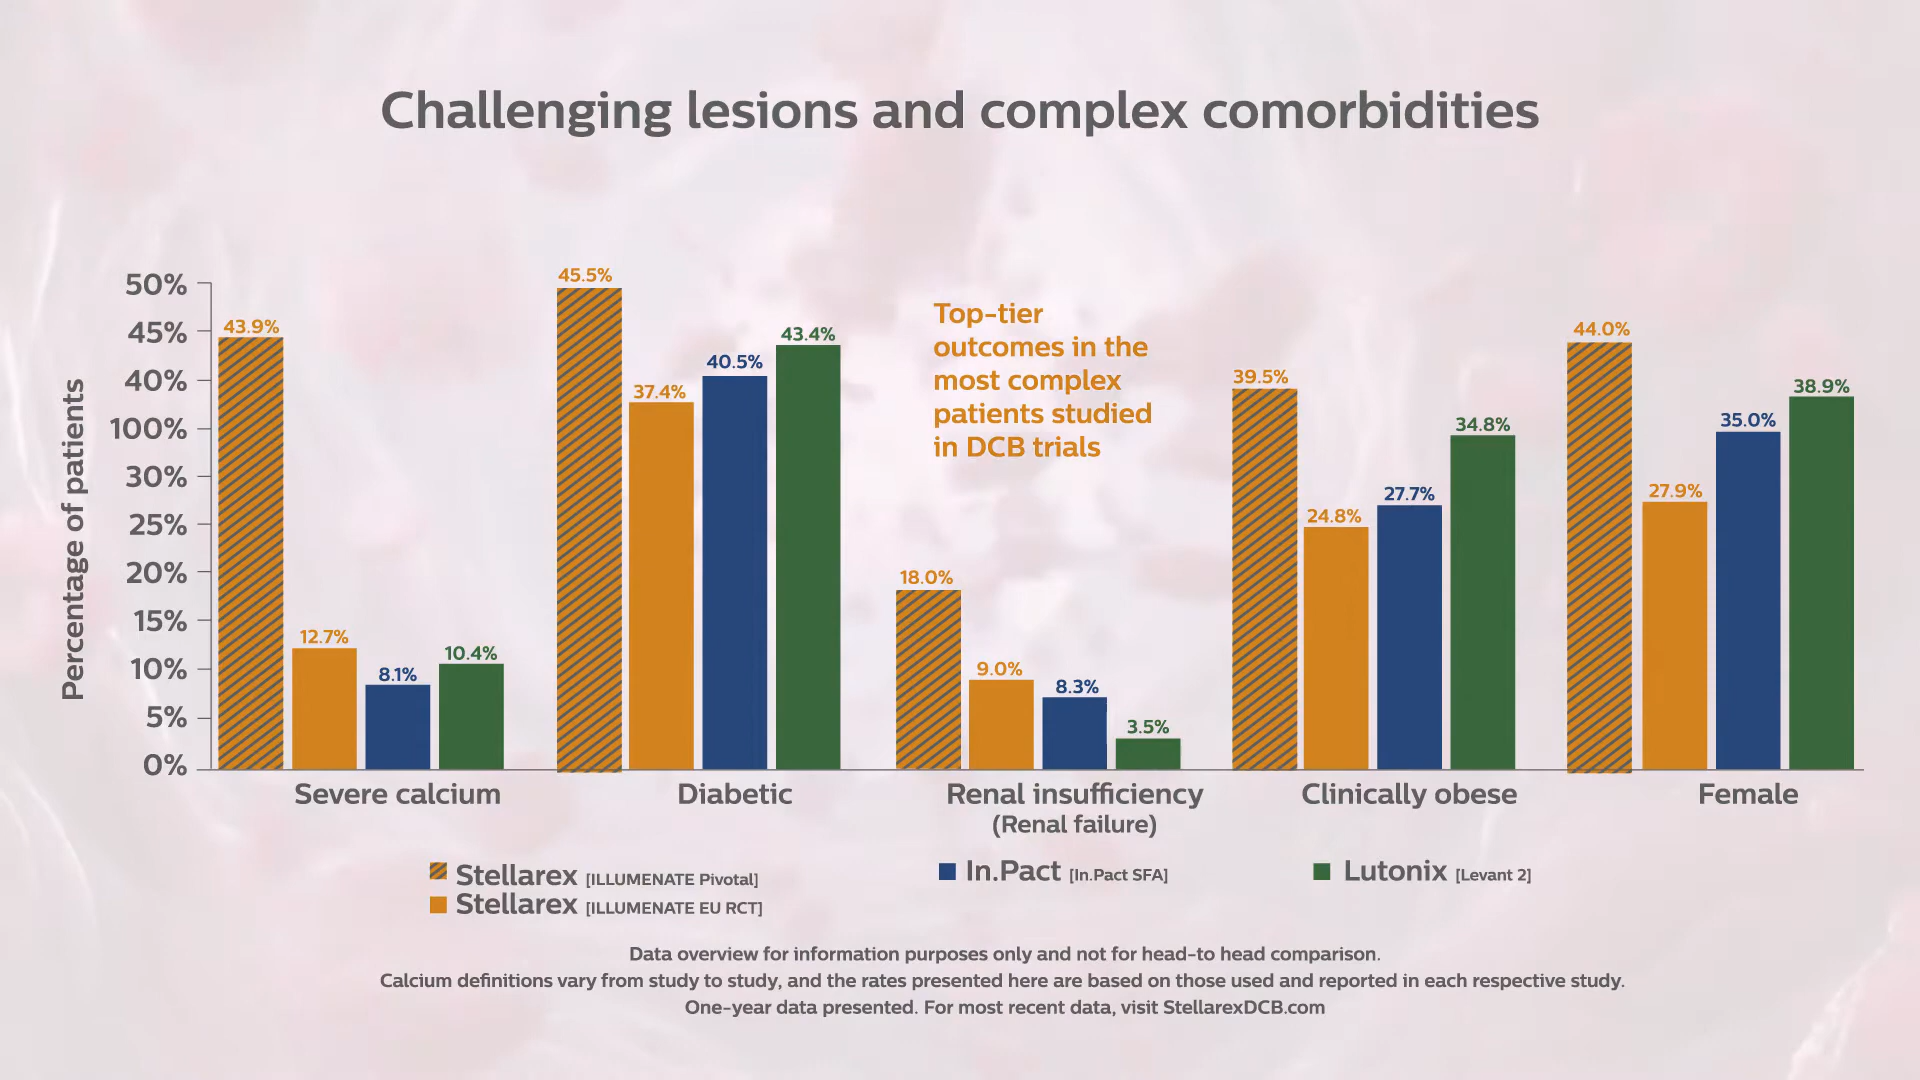 Challenging lesions and complex comorbidities
Percentage of patients
50%
45%
40%
100%
30%
25%
20%
15%
10%
5%
0%
43.9%
12.7%
8.1%
10.4%
45.5%
37.4%
40.5%
43.4%
18.0%
9.0%
8.3%
3.5%
39.5%
24.8%
27.7%
34.8%
44.0%
27.9%
35.0%
38.9%
Top-tier
outcomes in the
most complex
patients studied
in DCB trials
Severe calcium
Diabetic
Renal insufficiency
(Renal failure)
Clinically obese
Female
Stellarex [ILLUMENATE Pivotal]
Stellarex [ILLUMENATE EU RCT]
In.Pact [In.Pact SFA]
Lutonix [Levant 2]
Data overview for information purposes only and not for head-to head comparison.
Calcium definitions vary from study to study, and the rates presented here are based on those used and reported in each respective study.
One-year data presented. For most recent data, visit StellarexDCB.com